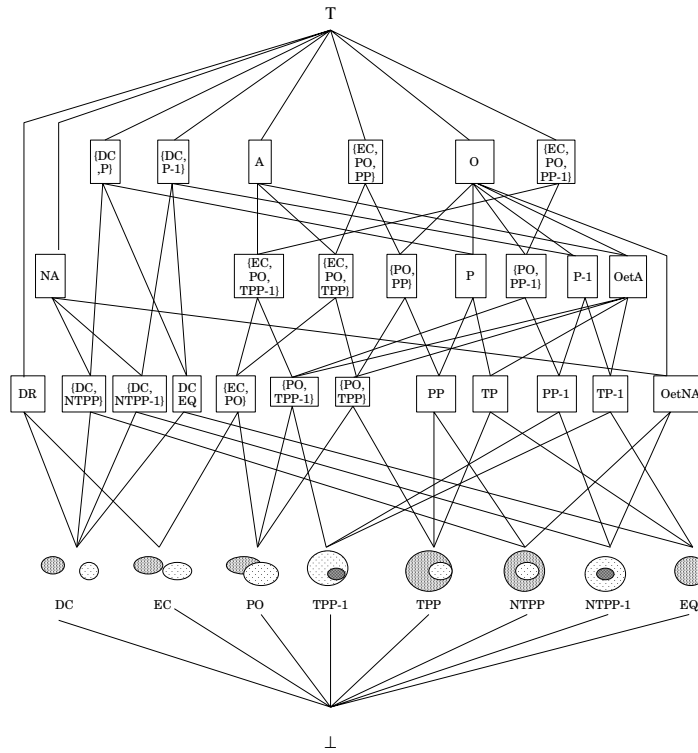 T
{DC
,P}
{DC,
P-1}
A
{EC,
PO,
PP}
O
{EC,
PO,
PP-1}
NA
{EC,
PO,
TPP-1}
{EC,
PO,
TPP}
{PO,
PP}
P
{PO,
PP-1}
P-1
OetA
DR
{DC,
NTPP}
{DC,
NTPP-1}
DC
EQ
{EC,
PO}
{PO,
TPP-1}
{PO,
TPP}
PP
TP
PP-1
TP-1
OetNA
DC
EC
PO
TPP-1
TPP
NTPP
NTPP-1
EQ
⊥